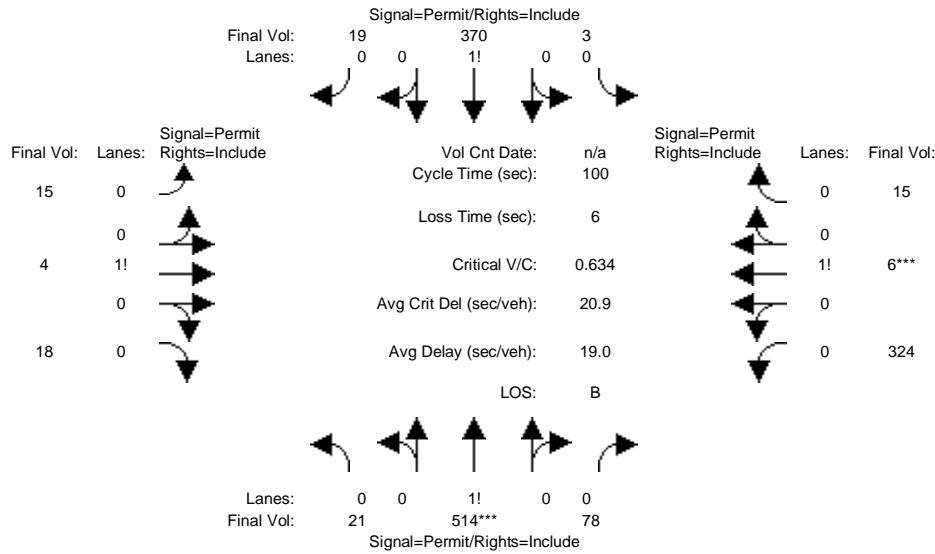 Signal=Permit/Rights=Include
Final Vol: 19 370 3
Lanes: 0 0 1! 0 0
Signal=Permit
Final Vol: Lanes: Rights=Include
Vol Cnt Date: n/a
Signal=Permit
Rights=Include Lanes: Final Vol:
Cycle Time (sec): 100
15 0
0 15
Loss Time (sec): 6
0
0
4 1!
Critical V/C: 0.634
1! 6***
0
Avg Crit Del (sec/veh): 20.9
0
18 0
Avg Delay (sec/veh): 19.0
0 324
LOS: B
Lanes: 0 0 1! 0 0
Final Vol: 21 514*** 78
Signal=Permit/Rights=Include